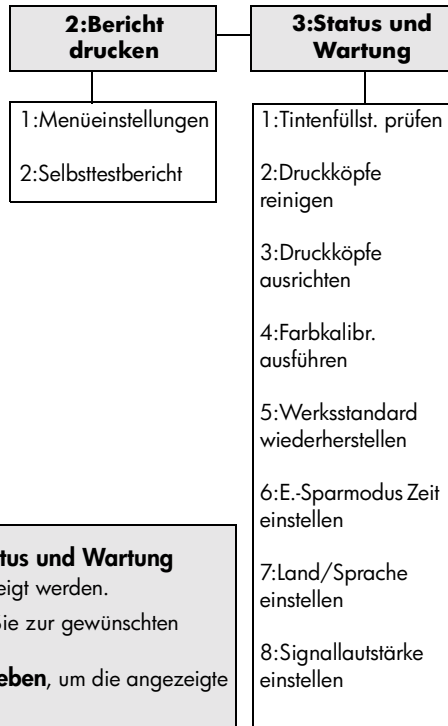 2:Bericht
drucken
1:Menüeinstellungen
2:Selbsttestbericht
3:Status und
Wartung
1:Tintenfüllst. prüfen
2:Druckköpfe
reinigen
3:Druckköpfe
ausrichten
4:Farbkalibr.
ausführen
5:Werksstandard
wiederherstellen
6:E.-Sparmodus Zeit
einstellen
7:Land/Sprache
einstellen
8:Signallautstärke
einstellen
tus und Wartung
eigt werden.
ie zur gewünschten
eben, um die angezeigte